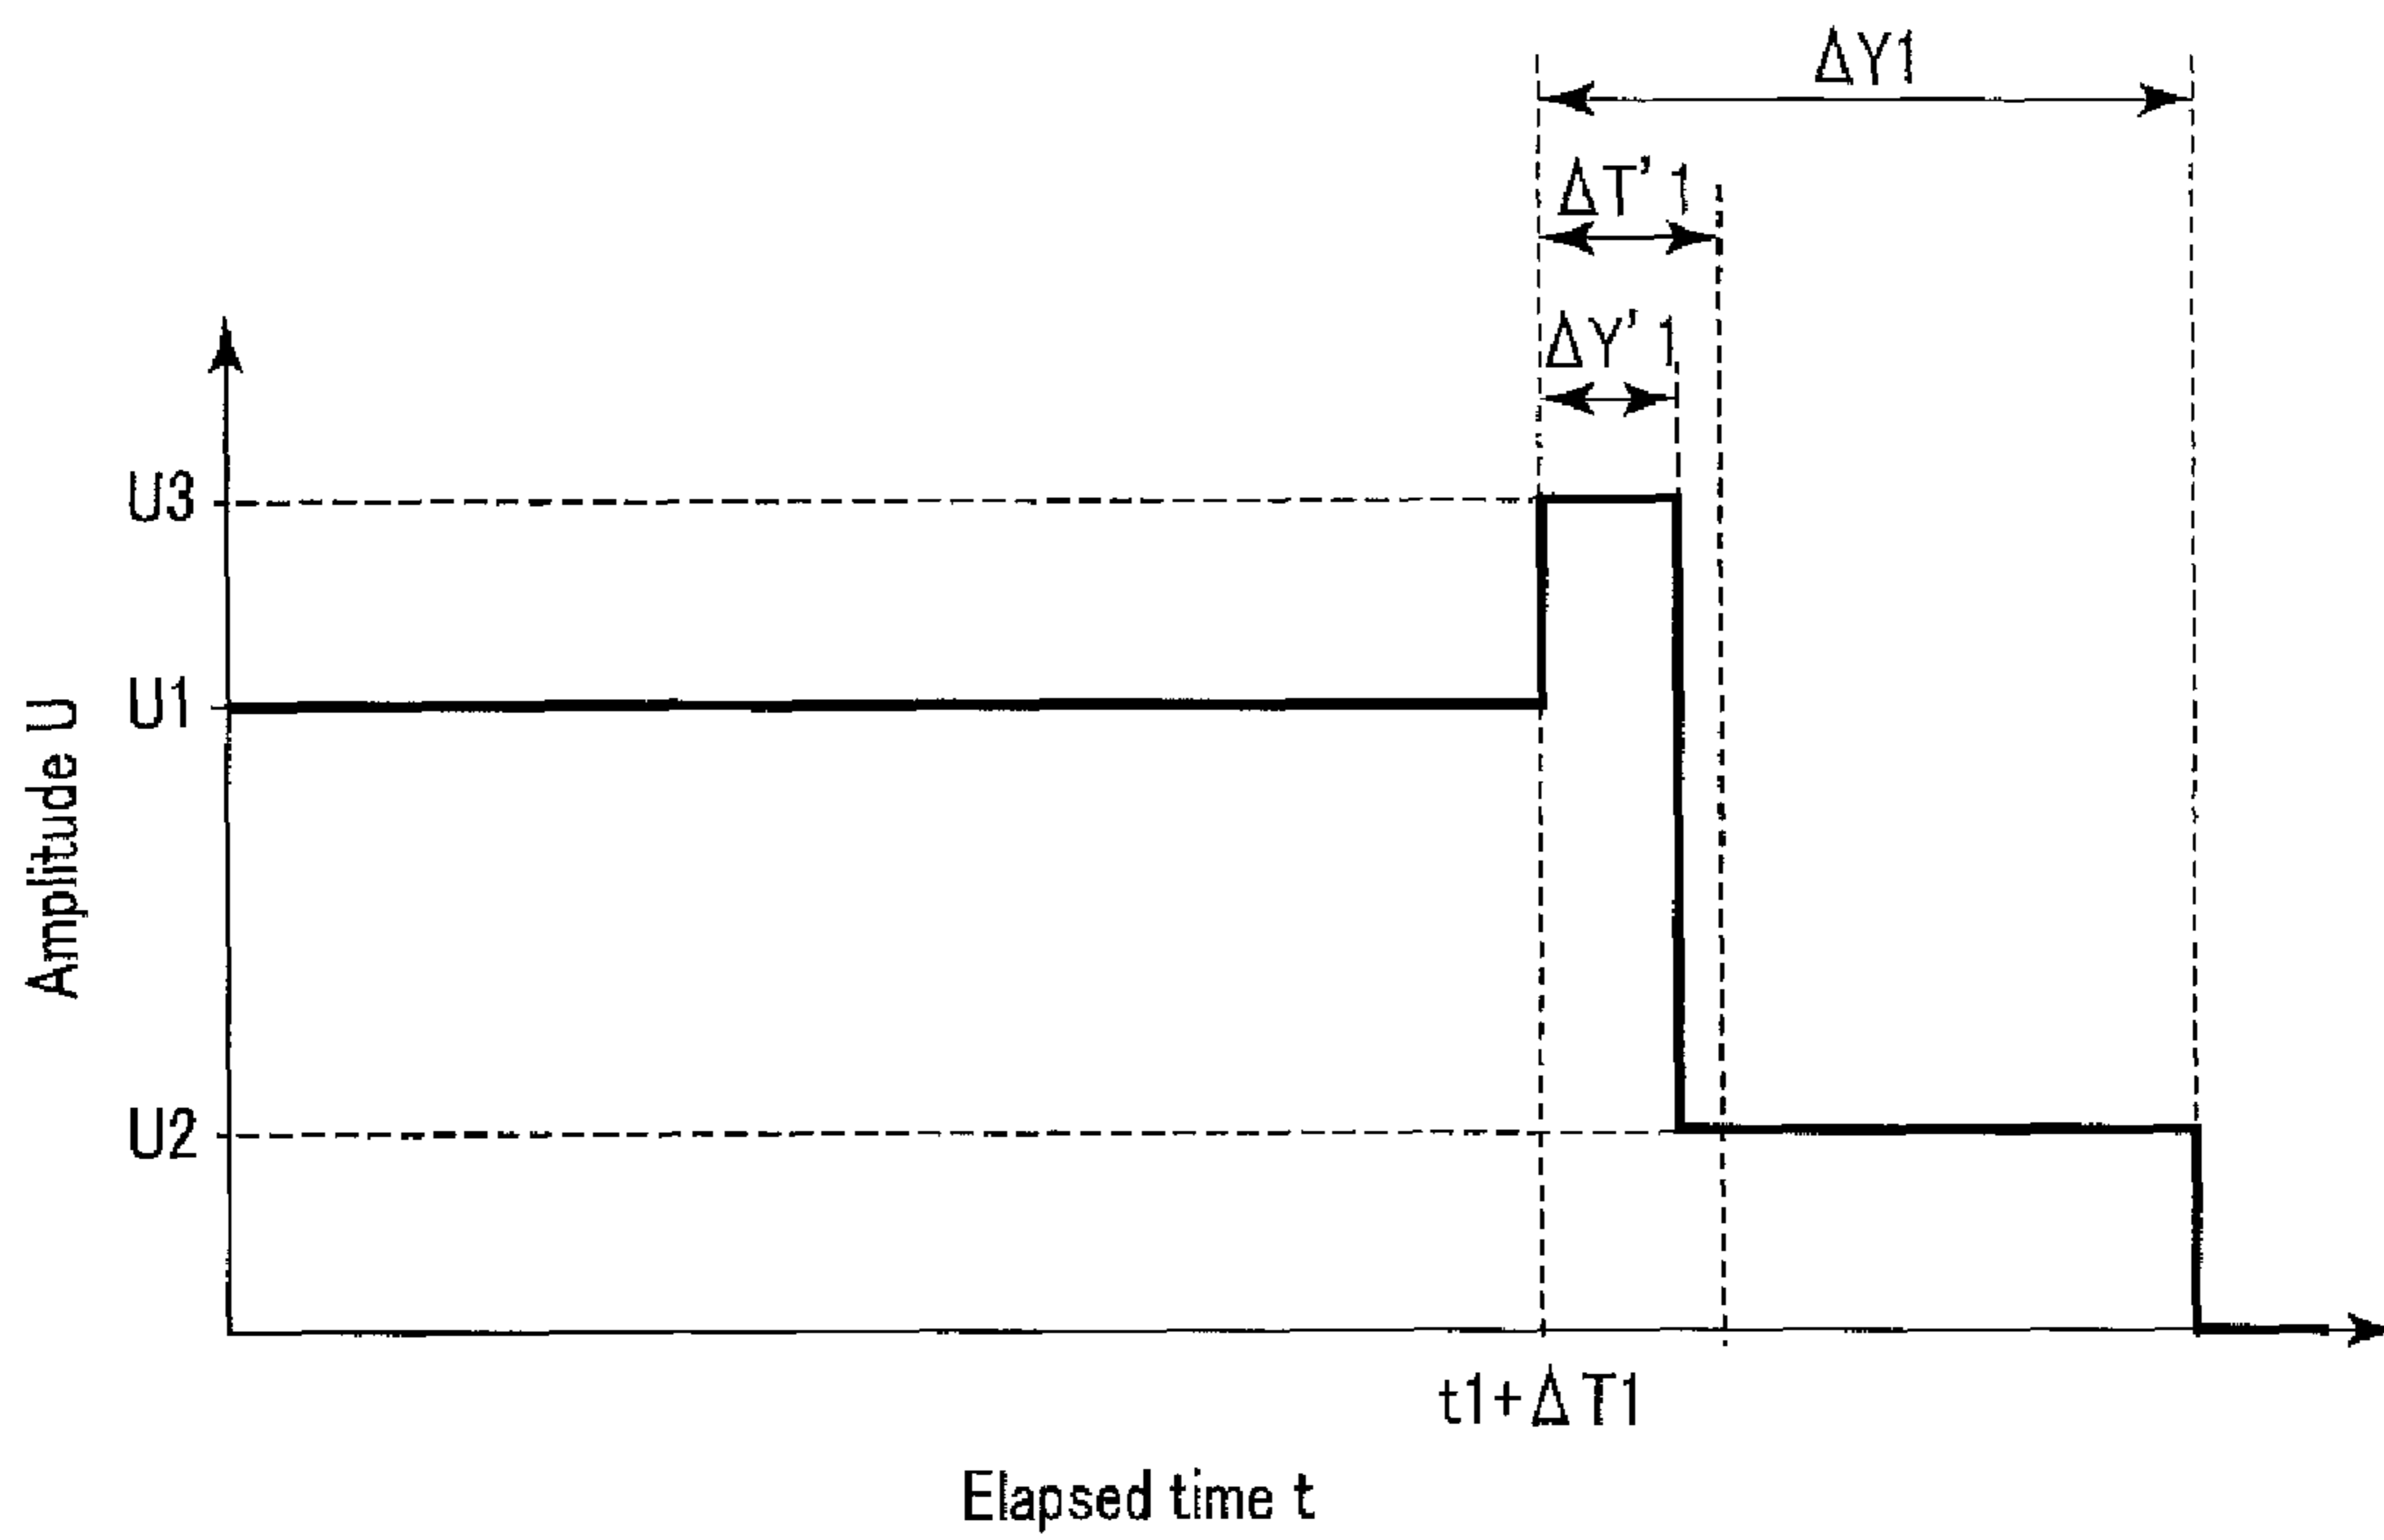 ΔY1
ΔT'1
ΔY'1
U3
U1
U2
Amplitude U
t1+ΔT1
Elapsed time t